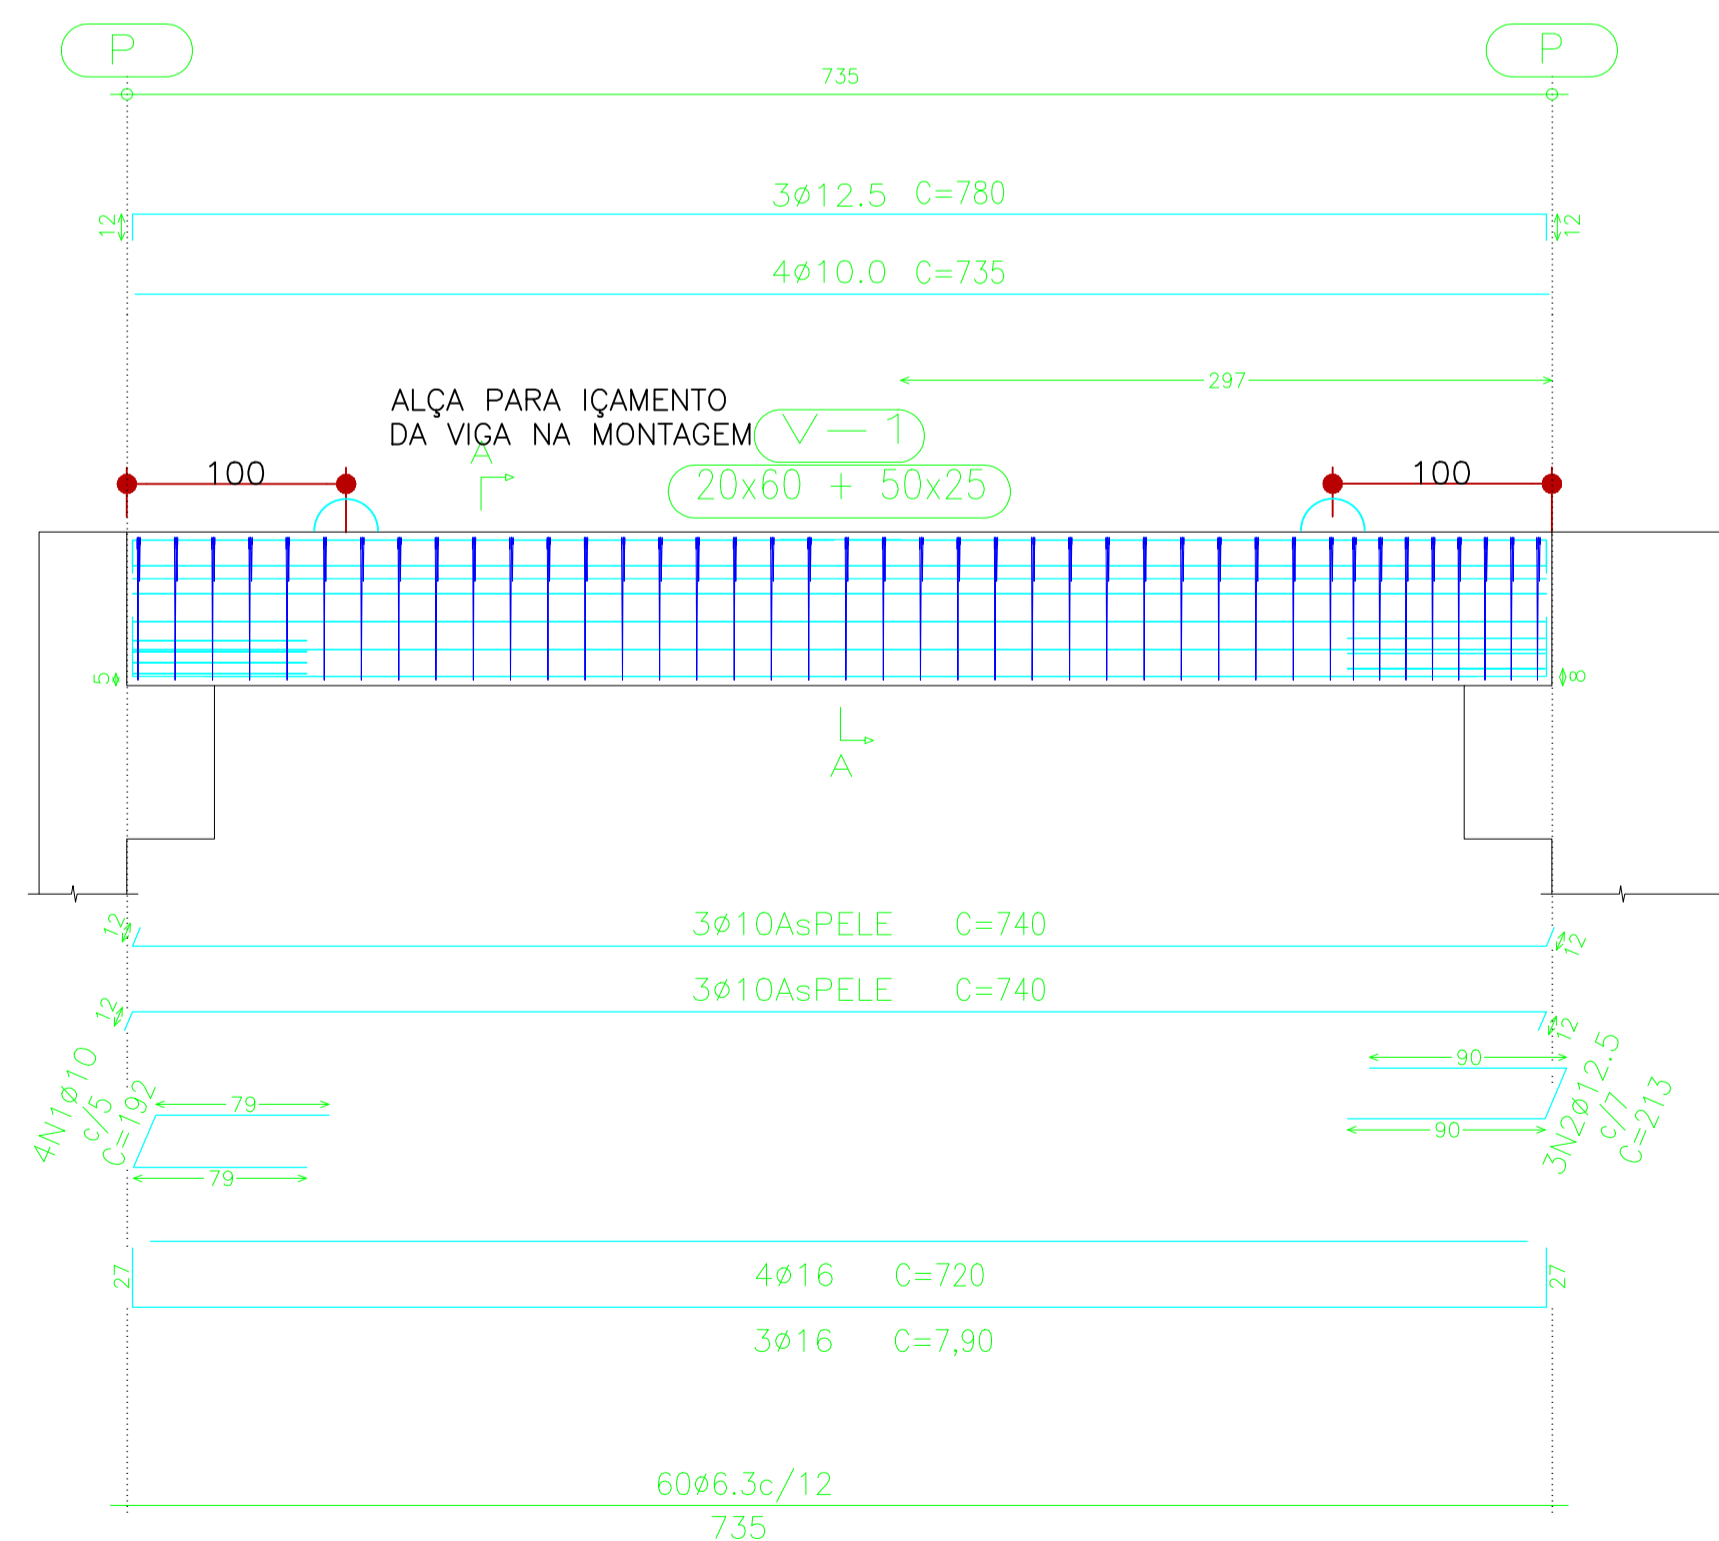 P
P
735
3ø12.5 C=780
12
12
4ø10.0 C=735
297
ALÇA PARA IÇAMENTO
DA VIGA NA MONTAGEM
V-1
A
20x60 + 50x25
100
100
5
8
A
12
3ø10AsPELE C=740
12
12
3ø10AsPELE C=740
12
4N1ø10
c/5
C=192
79
79
90
90
3N2ø12.5
c/7
C=213
27
4ø16 C=720
27
3ø16 C=7,90
60ø6.3c/12
735